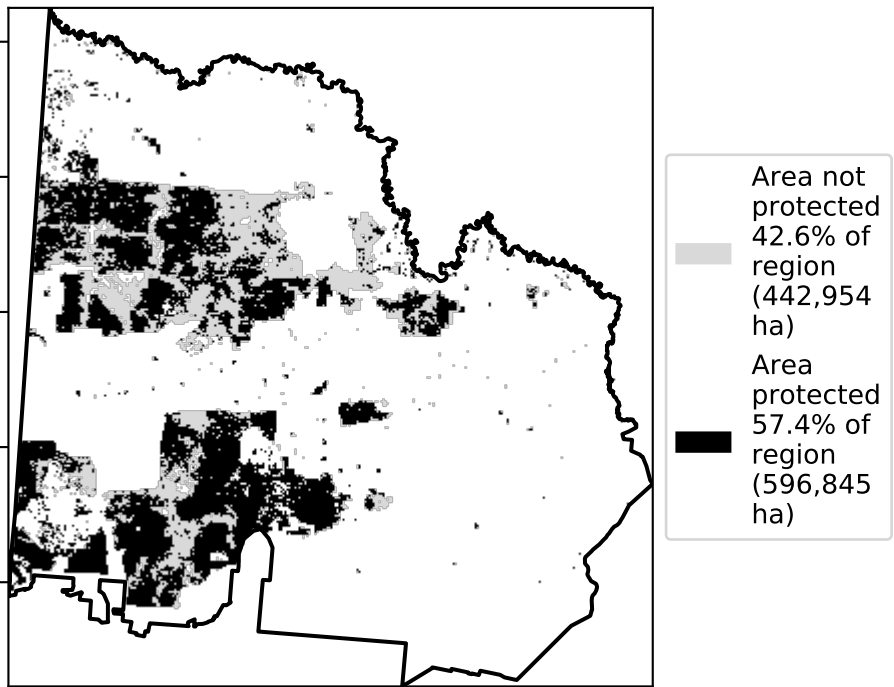 Area not
protected
42.6% of
region
(442,954
ha)
Area
protected
57.4% of
region
(596,845
ha)